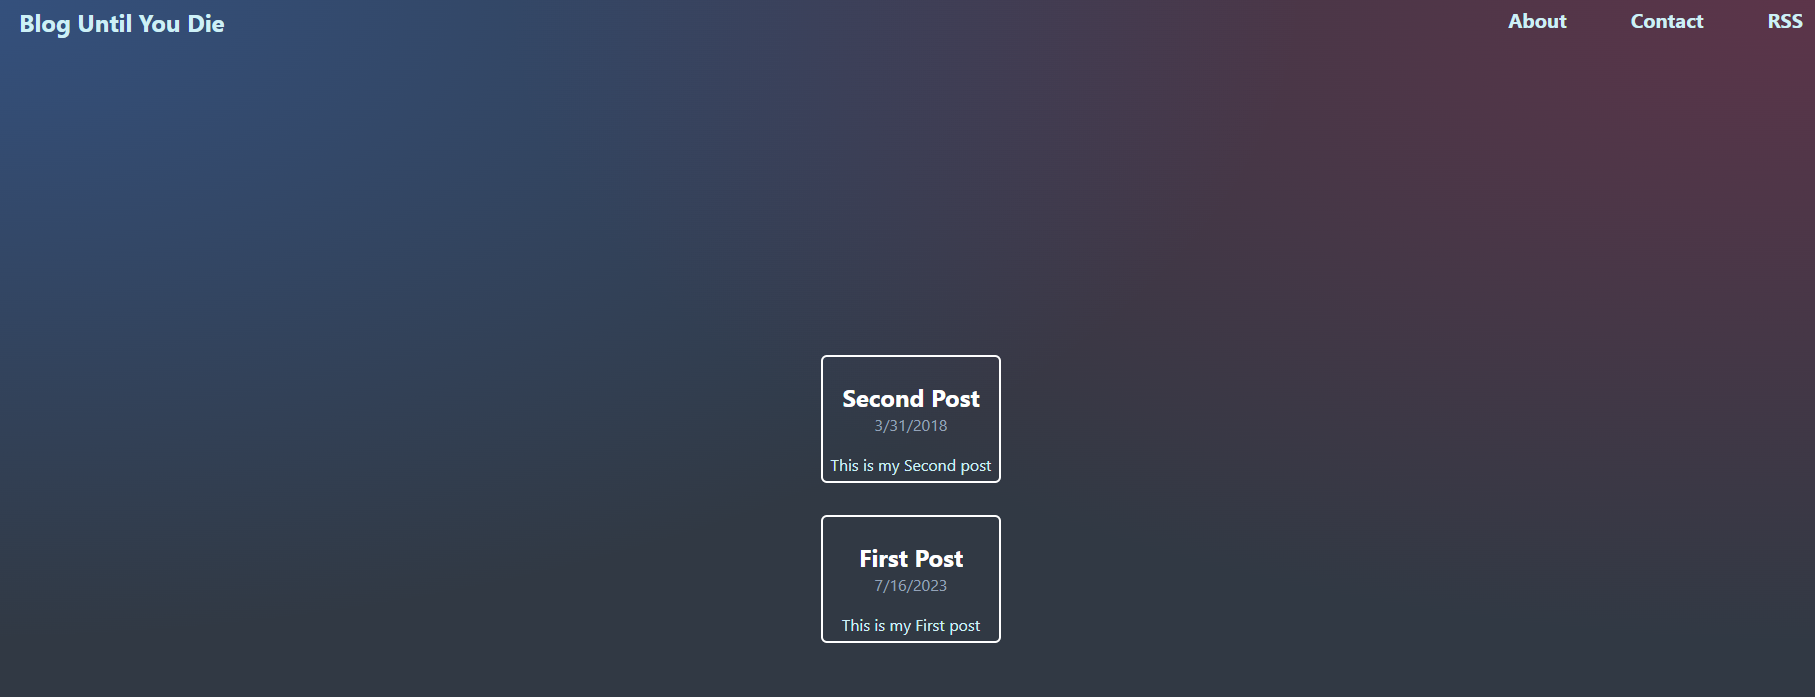 Blog Until You Die
About Contact RSS
Second Post
3/31/2018
This is my Second post
First Post
7/16/2023
This is my First post